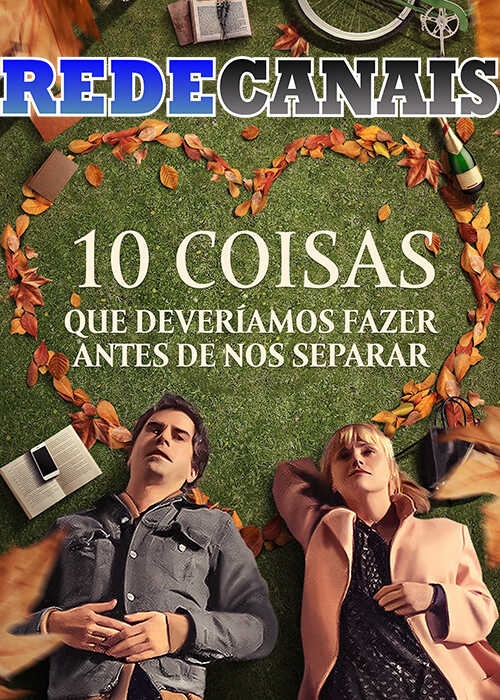 REDECANAIS
10 COISAS
QUE DEVERÍAMOS FAZER
ANTES DE NOS SEPARAR